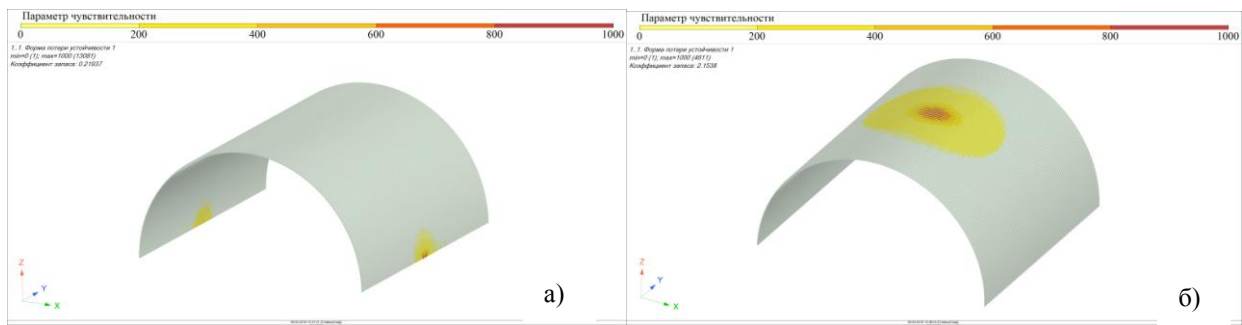 Параметр чувствительности
0 200 400 600 800 1000
1..1. Форма потери устойчивости 1
min=0 (1); max=1000 (13081)
Коэффициент запаса: 0.21937
Z
Y
X
а)
Параметр чувствительности
0 200 400 600 800 1000
1..1. Форма потери устойчивости 1
min=0 (1); max=1000 (4611)
Коэффициент запаса: 2.1538
Z
Y
X
б)